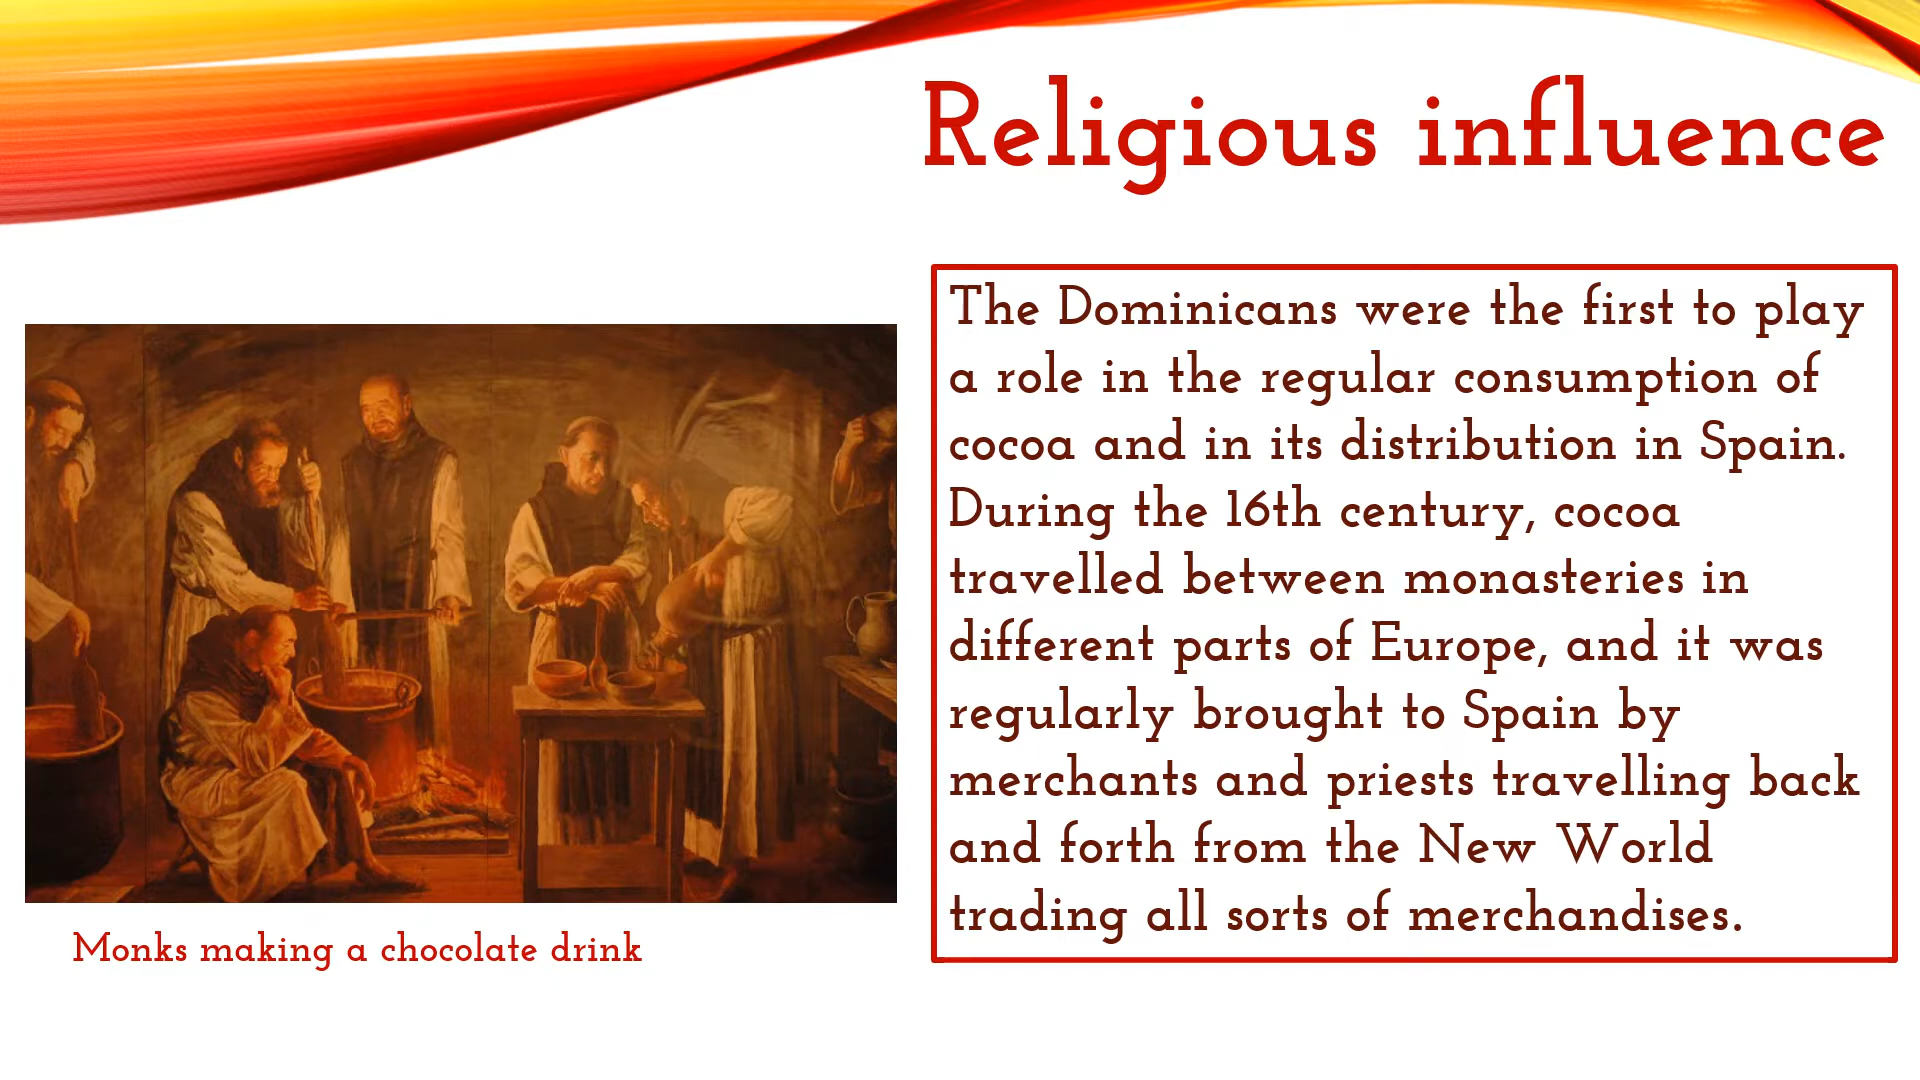 Religious influence
The Dominicans were the first to play
a role in the regular consumption of
cocoa and in its distribution in Spain.
During the 16th century, cocoa
travelled between monasteries in
different parts of Europe, and it was
regularly brought to Spain by
merchants and priests travelling back
and forth from the New World
trading all sorts of merchandises.
Monks making a chocolate drink